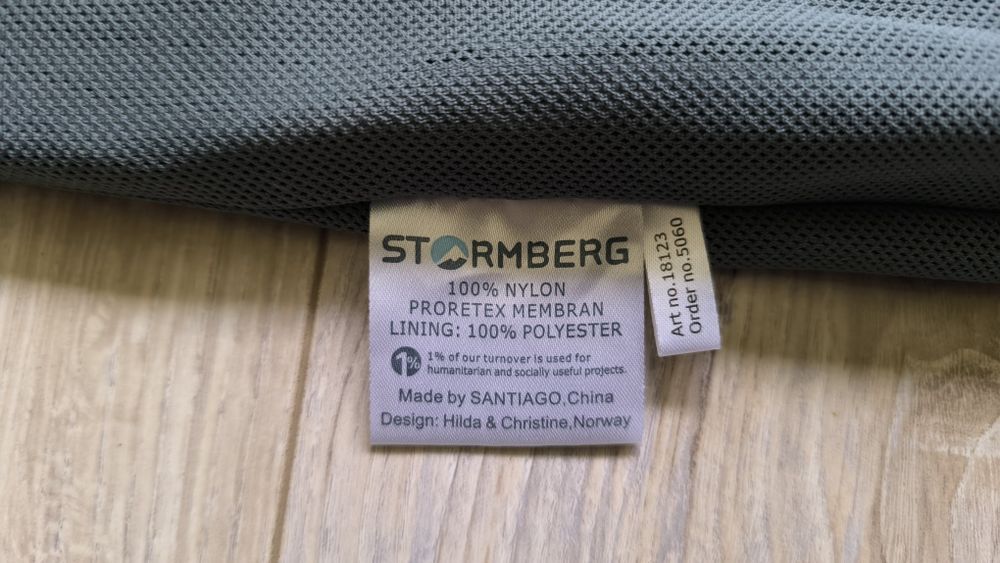 STORMBERG
100% NYLON
PRORETEX MEMBRAN
LINING: 100% POLYESTER
1% 1% of our turnover is used for
humanitarian and socially useful projects.
Made by SANTIAGO,China
Design: Hilda & Christine,Norway
Art no.18123
Order no.5060